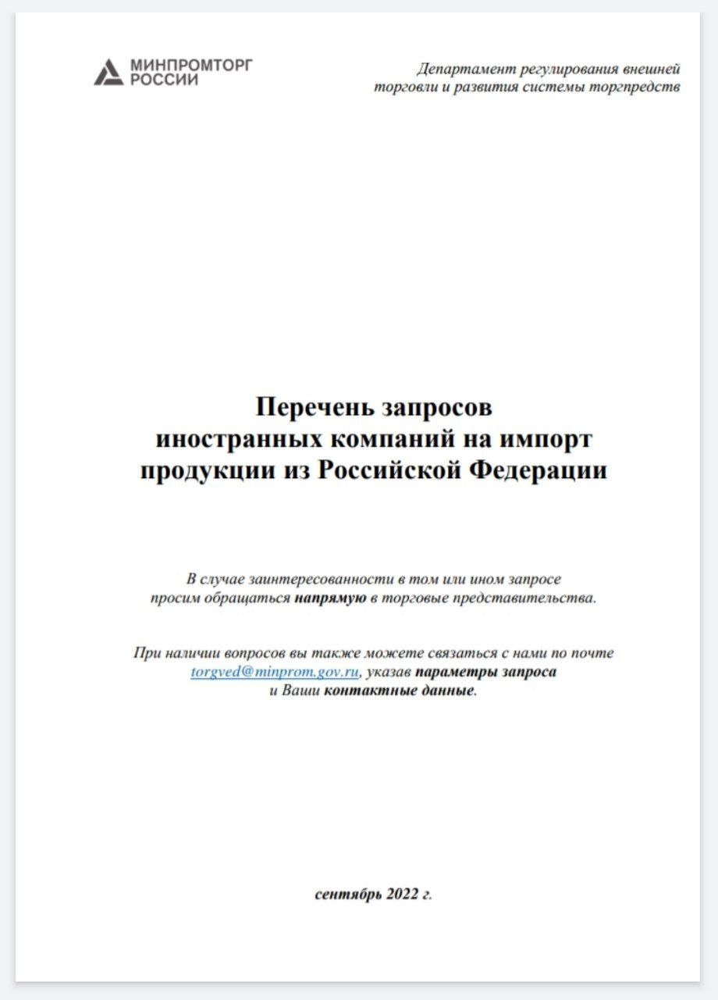 МИНПРОМТОРГ
РОССИИ
Департамент регулирования внешней
торговли и развития системы торгпредств
Перечень запросов
иностранных компаний на импорт
продукции из Российской Федерации
В случае заинтересованности в том или ином запросе
просим обращаться напрямую в торговые представительства.
При наличии вопросов вы также можете связаться с нами по почте
torgved@minprom.gov.ru, указав параметры запроса
и Ваши контактные данные.
сентябрь 2022 г.